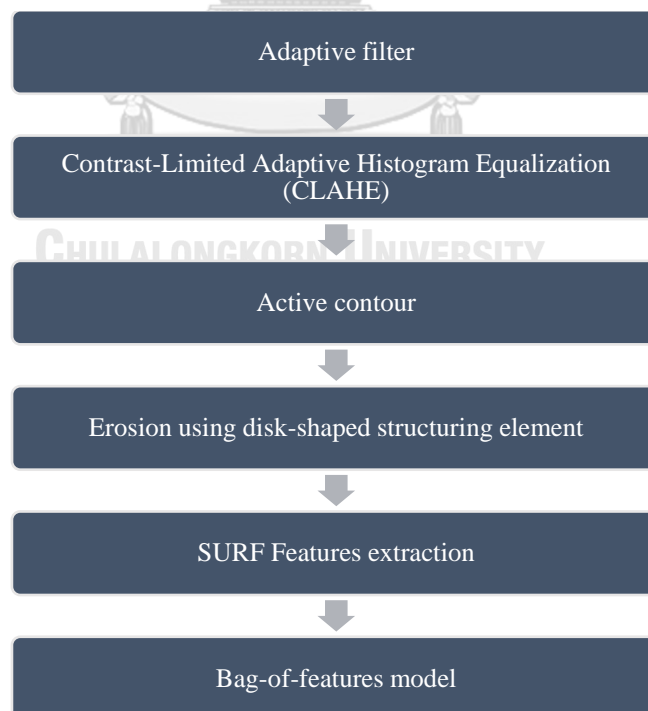 Adaptive filter
Contrast-Limited Adaptive Histogram Equalization
(CLAHE)
CHULALONGKORN UNIVERSITY
Active contour
Erosion using disk-shaped structuring element
SURF Features extraction
Bag-of-features model